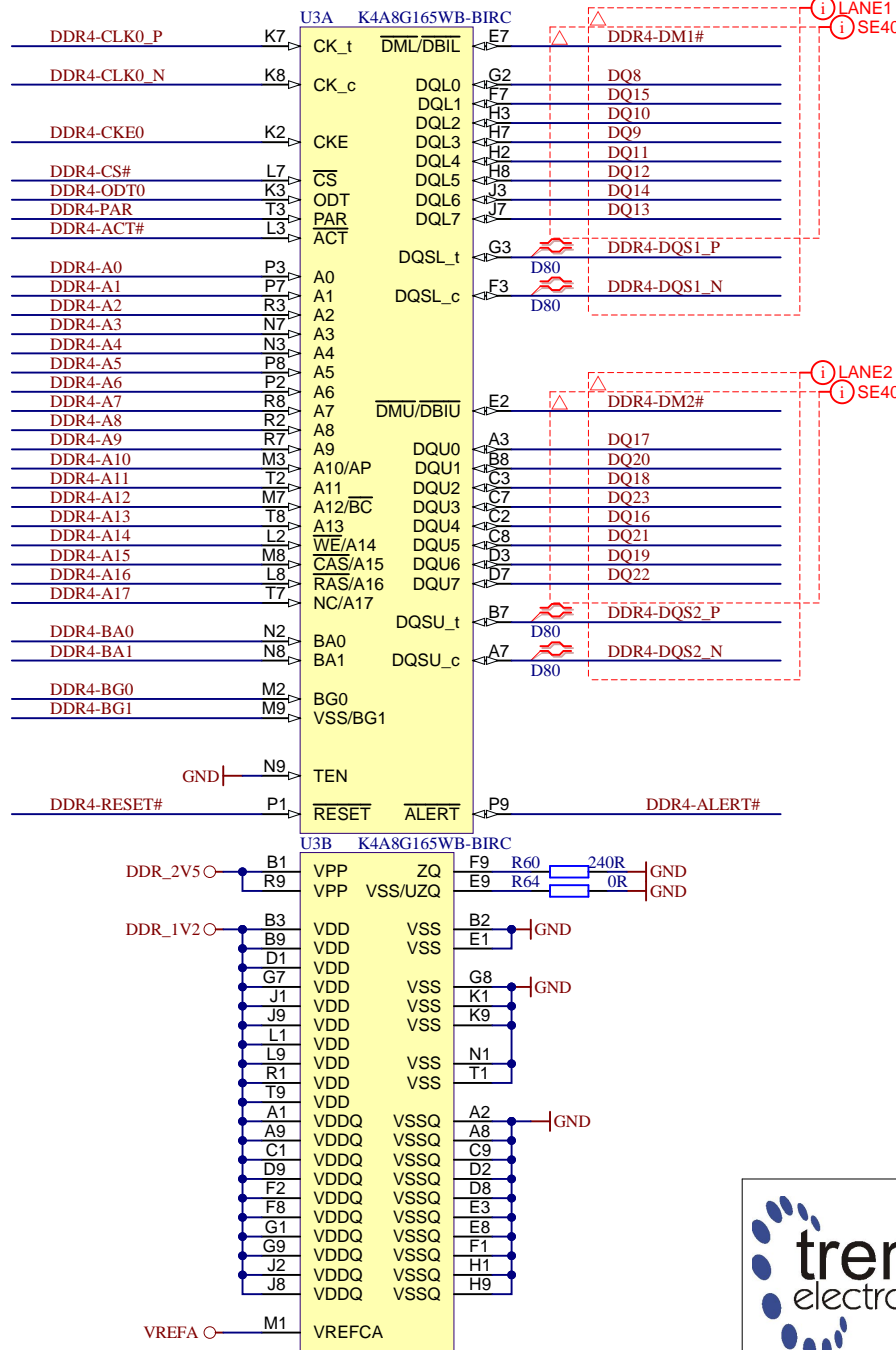 U3A K4A8G165WB-BIRC
LANE1
SE40
DDR4-CLK0_P K7 CK_t DML/DBIL E7 DDR4-DM1#
DDR4-CLK0_N K8 CK_c DQL0 G2 DQ8
DQL1 F7 DQ15
DQL2 H3 DQ10
DDR4-CKE0 K2 CKE DQL3 H7 DQ9
DQL4 H2 DQ11
DDR4-CS# L7 CS DQL5 H8 DQ12
DDR4-ODT0 K3 ODT DQL6 J3 DQ14
DDR4-PAR T3 PAR DQL7 J7 DQ13
DDR4-ACT# L3 ACT
DQSL_t G3 D80 DDR4-DQS1_P
DDR4-A0 P3 A0
DDR4-A1 P7 A1 DQSL_c F3 D80 DDR4-DQS1_N
DDR4-A2 R3 A2
DDR4-A3 N7 A3
DDR4-A4 N3 A4
DDR4-A5 P8 A5
LANE2
DDR4-A6 P2 A6
SE40
DDR4-A7 R8 A7 DMU/DBIU E2 DDR4-DM2#
DDR4-A8 R2 A8
DDR4-A9 R7 A9 DQU0 A3 DQ17
DDR4-A10 M3 A10/AP DQU1 B8 DQ20
DDR4-A11 T2 A11 DQU2 C3 DQ18
DDR4-A12 M7 A12/BC DQU3 C7 DQ23
DDR4-A13 T8 A13 DQU4 C2 DQ16
DDR4-A14 L2 WE/A14 DQU5 C8 DQ21
DDR4-A15 M8 CAS/A15 DQU6 D3 DQ19
DDR4-A16 L8 RAS/A16 DQU7 D7 DQ22
DDR4-A17 T7 NC/A17
DQSU_t B7 D80 DDR4-DQS2_P
DDR4-BA0 N2 BA0
DDR4-BA1 N8 BA1 DQSU_c A7 D80 DDR4-DQS2_N
DDR4-BG0 M2 BG0
DDR4-BG1 M9 VSS/BG1
GND N9 TEN
DDR4-RESET# P1 RESET ALERT P9 DDR4-ALERT#
U3B K4A8G165WB-BIRC
DDR_2V5 B1 VPP ZQ F9 R60 240R GND
R9 VPP VSS/UZQ E9 R64 0R GND
DDR_1V2 B3 VDD VSS B2 GND
B9 VDD VSS E1
D1 VDD
G7 VDD VSS G8 GND
J1 VDD VSS K1
J9 VDD VSS K9
L1 VDD
L9 VDD VSS N1
R1 VDD VSS T1
T9 VDD
A1 VDDQ VSSQ A2 GND
A9 VDDQ VSSQ A8
C1 VDDQ VSSQ C9
D9 VDDQ VSSQ D2
F2 VDDQ VSSQ D8
F8 VDDQ VSSQ E3
G1 VDDQ VSSQ E8
G9 VDDQ VSSQ F1
J2 VDDQ VSSQ H1
J8 VDDQ VSSQ H9
VREFA M1 VREFCA
tren
electro